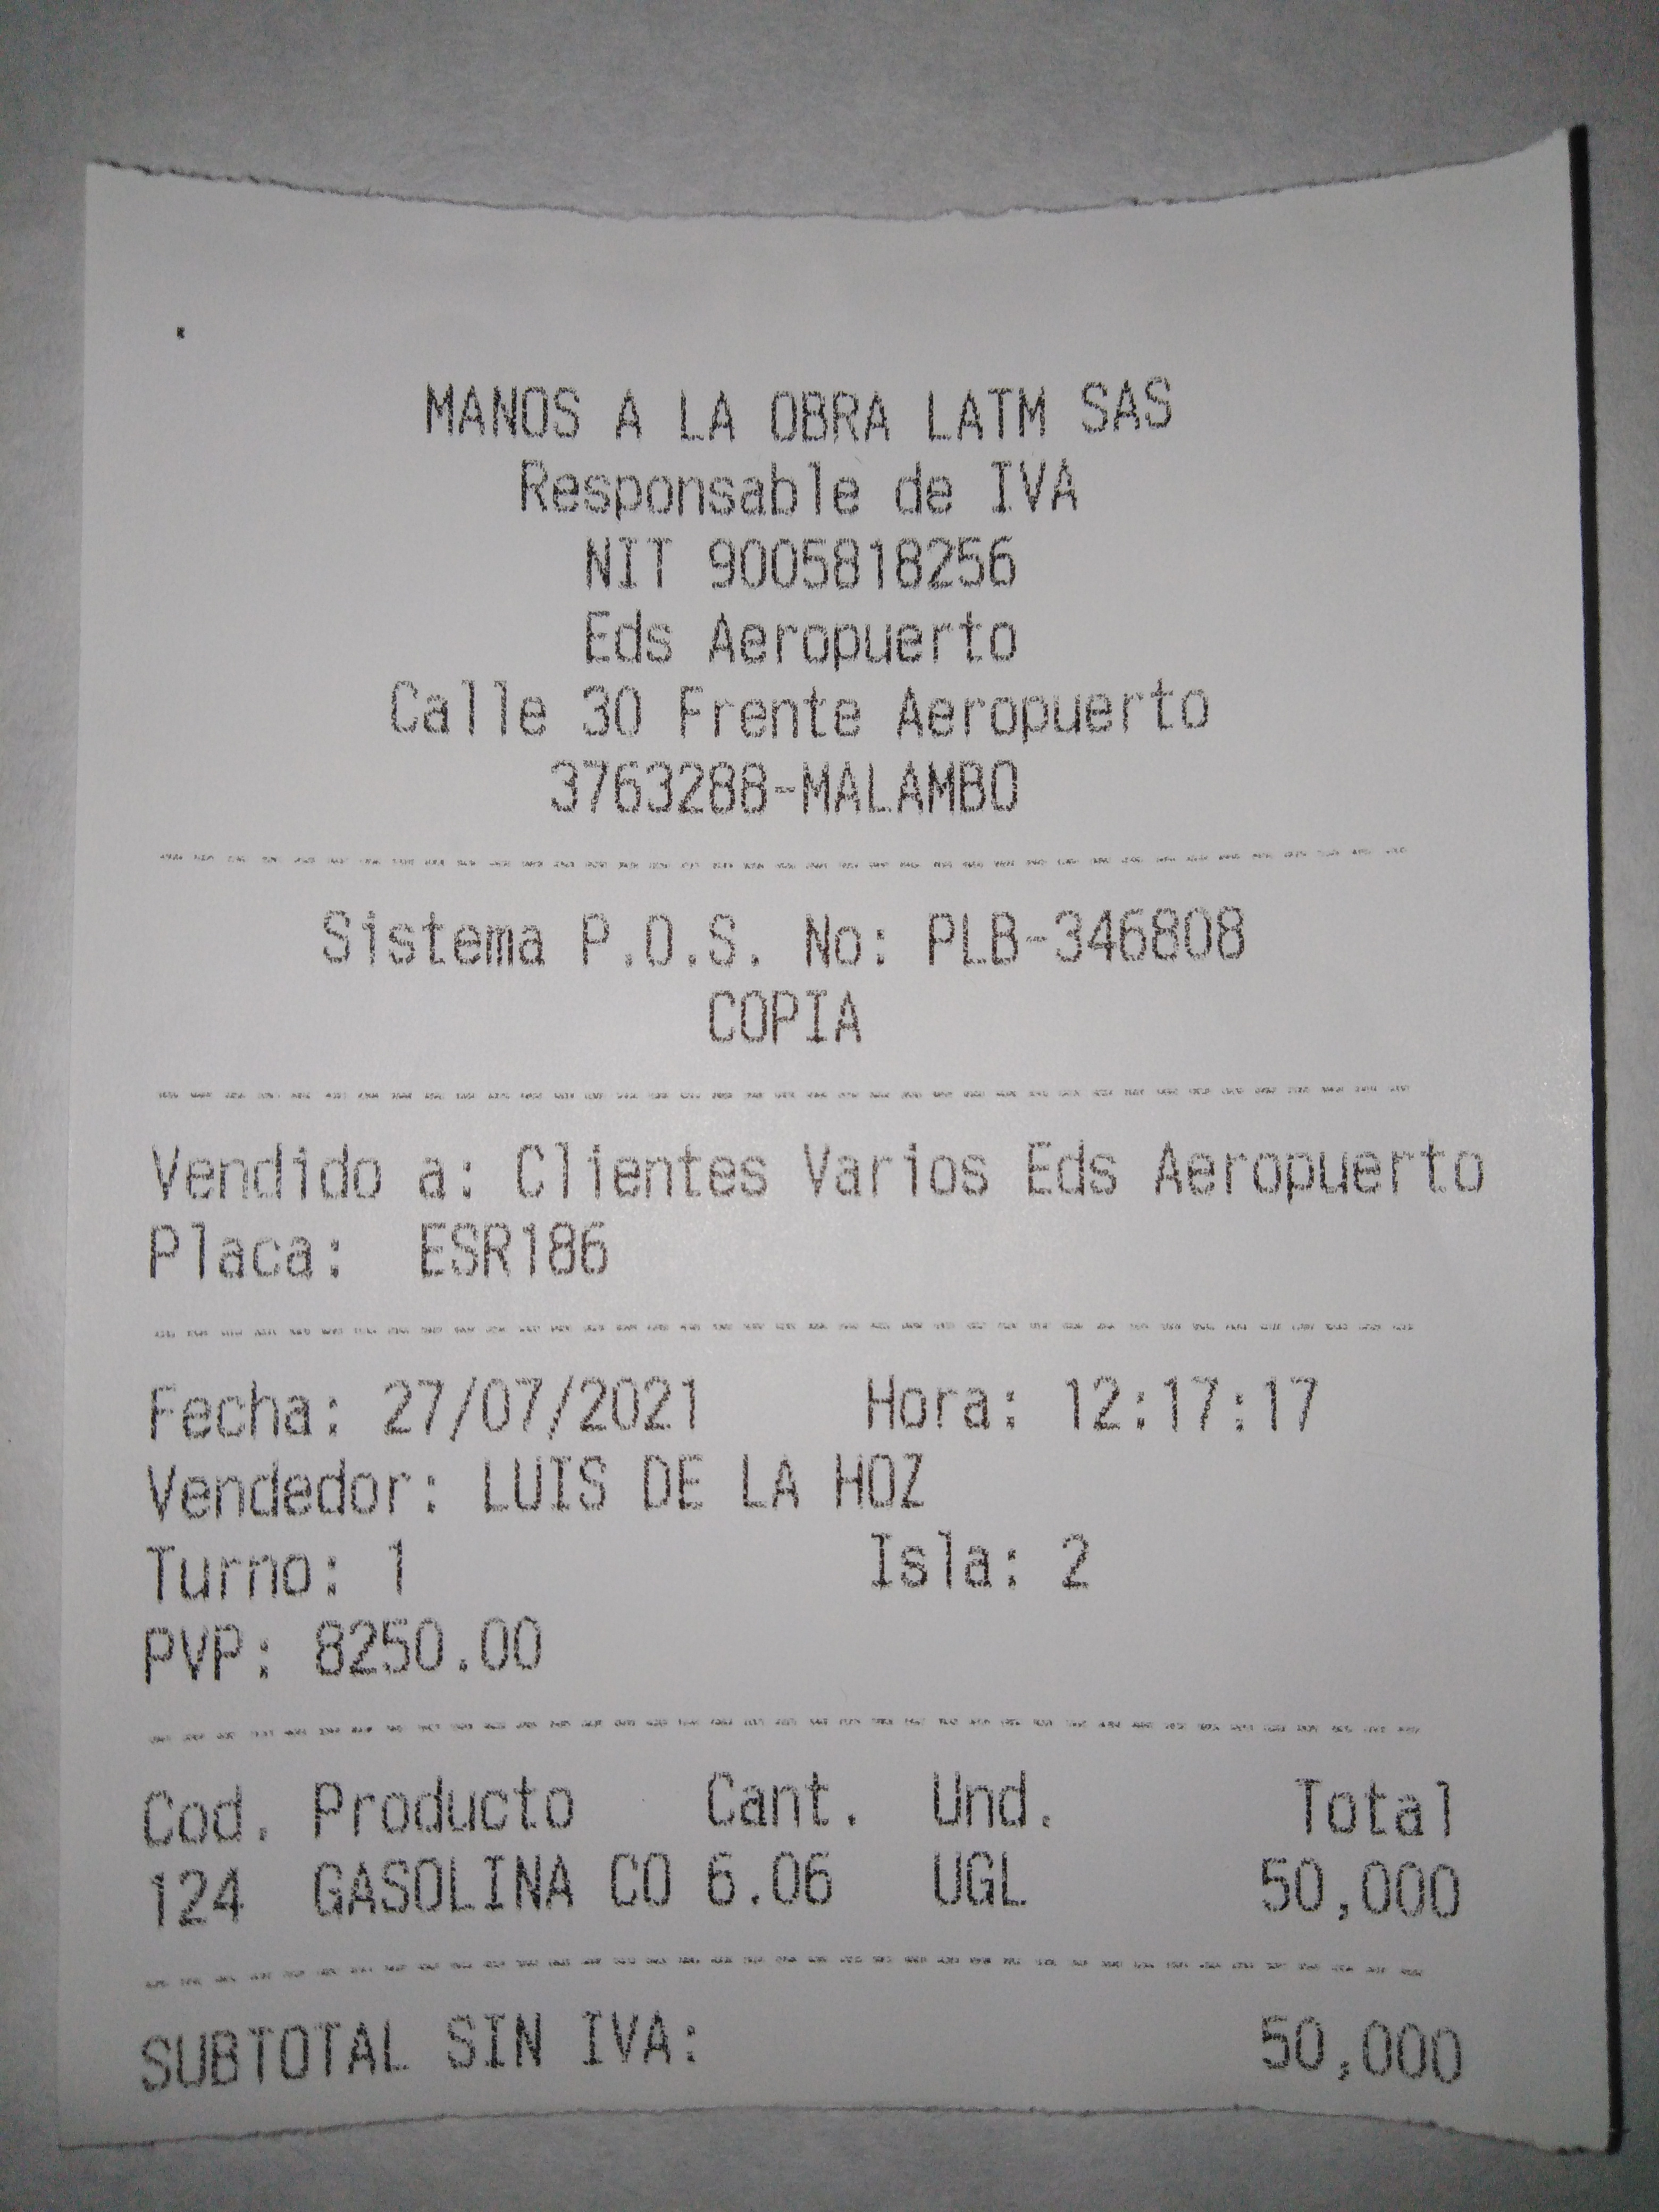 MANOS A LA OBRA LATM SAS
Responsable de IVA
NIT 9005818256
Eds Aeropuerto
Calle 30 Frente Aeropuerto
3763288-MALAMBO
Sistema P.O.S. No: PLB-346808
COPIA
Vendido a: Clientes Varios Eds Aeropuerto
Placa: ESR186
Fecha: 27/07/2021 Hora: 12:17:17
Vendedor: LUIS DE LA HOZ
Turno: 1 Isla: 2
PVP: 8250.00
Cod. Producto Cant. Und. Total
124 GASOLINA CO 6.06 UGL 50,000
SUBTOTAL SIN IVA: 50,000